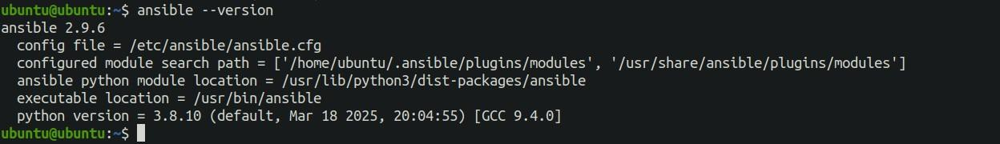 ubuntu@ubuntu:~$ ansible --version
ansible 2.9.6
  config file = /etc/ansible/ansible.cfg
  configured module search path = ['/home/ubuntu/.ansible/plugins/modules', '/usr/share/ansible/plugins/modules']
  ansible python module location = /usr/lib/python3/dist-packages/ansible
  executable location = /usr/bin/ansible
  python version = 3.8.10 (default, Mar 18 2025, 20:04:55) [GCC 9.4.0]
ubuntu@ubuntu:~$